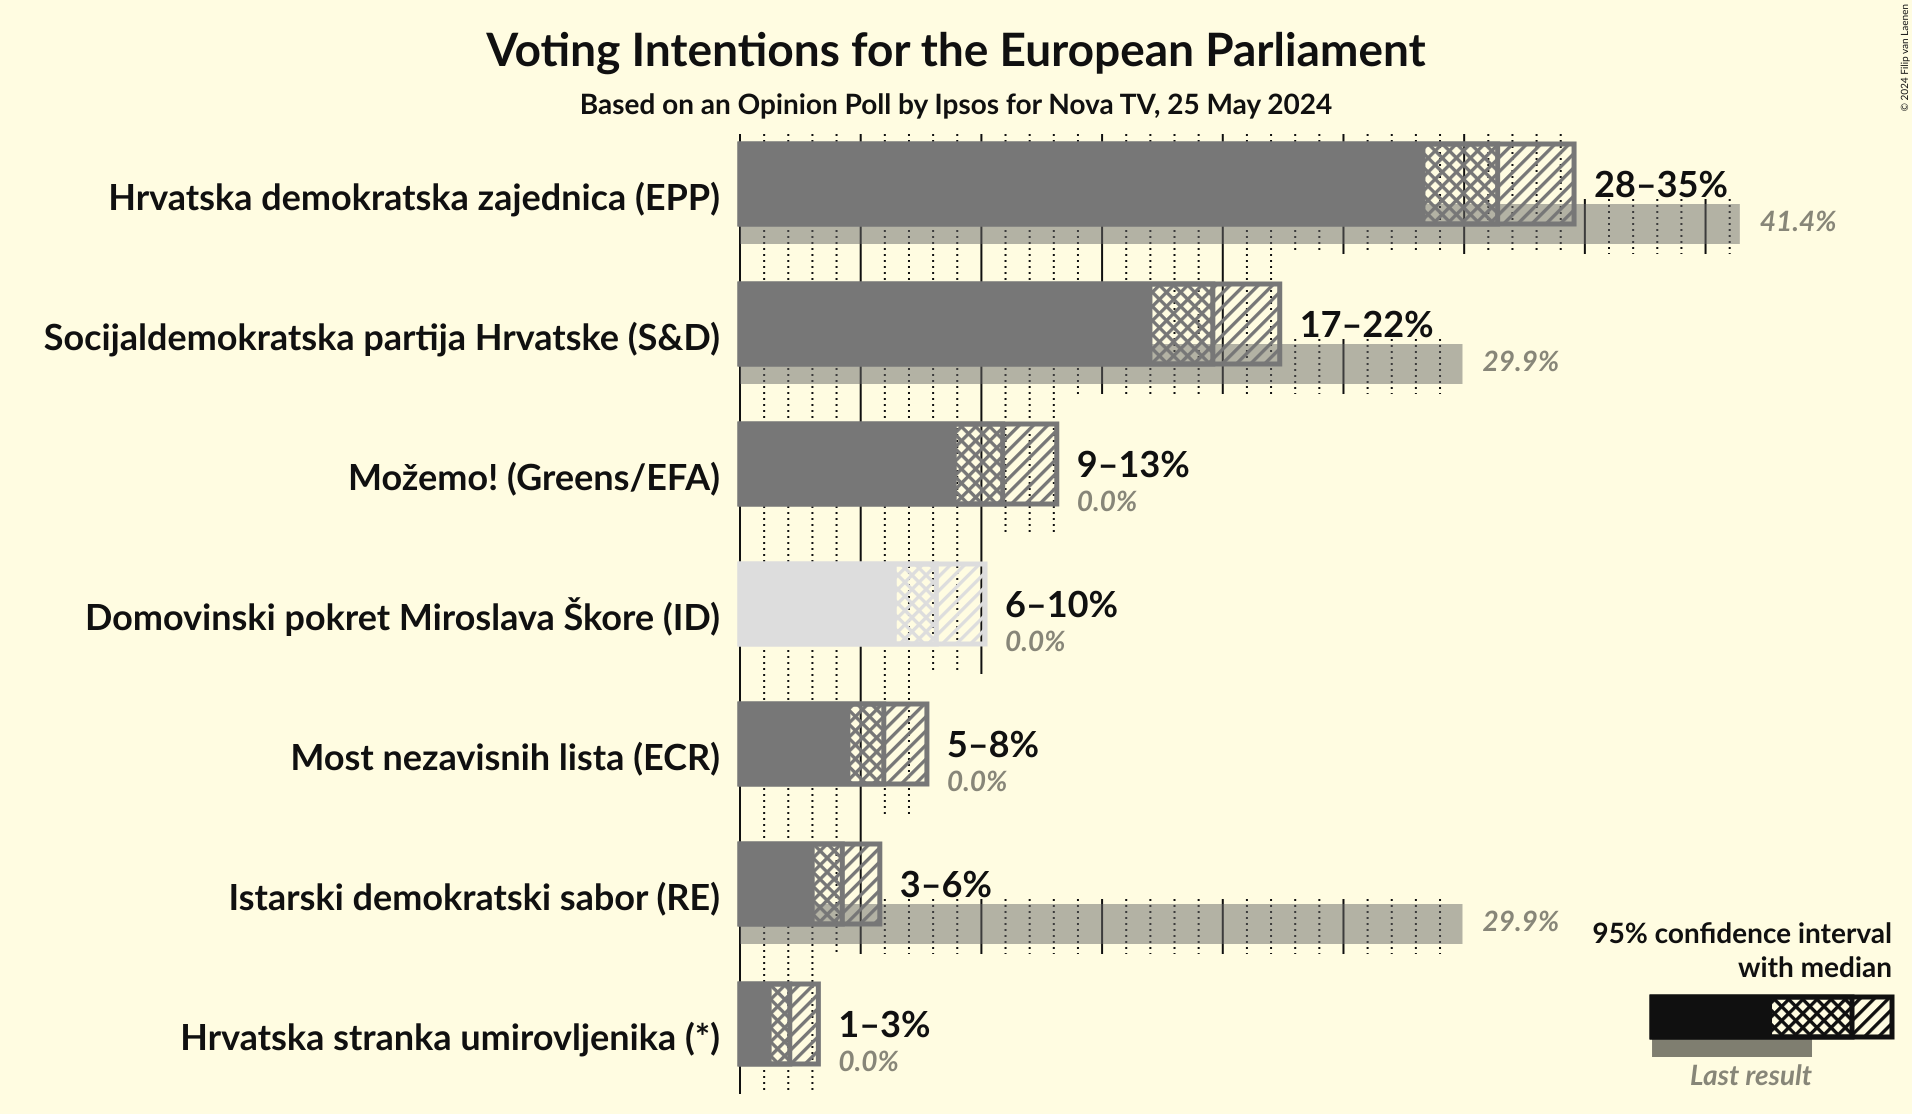 Voting Intentions for the European Parliament
Based on an Opinion Poll by Ipsos for Nova TV, 25 May 2024
© 2024 Filip van Laenen
Hrvatska demokratska zajednica (EPP)
28–35%
41.4%
Socijaldemokratska partija Hrvatske (S&D)
17–22%
29.9%
Možemo! (Greens/EFA)
9–13%
0.0%
Domovinski pokret Miroslava Škore (ID)
6–10%
0.0%
Most nezavisnih lista (ECR)
5–8%
0.0%
Istarski demokratski sabor (RE)
3–6%
29.9%
Hrvatska stranka umirovljenika (*)
1–3%
0.0%
95% confidence interval
with median
Last result